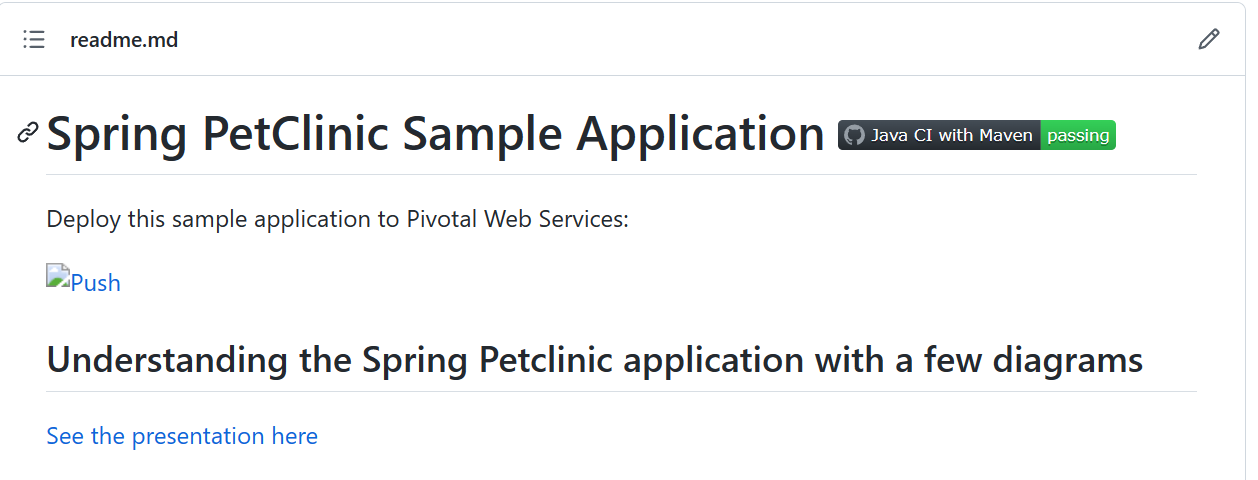 readme.md
Spring PetClinic Sample Application Java CI with Maven passing
Deploy this sample application to Pivotal Web Services:
Push
Understanding the Spring Petclinic application with a few diagrams
See the presentation here